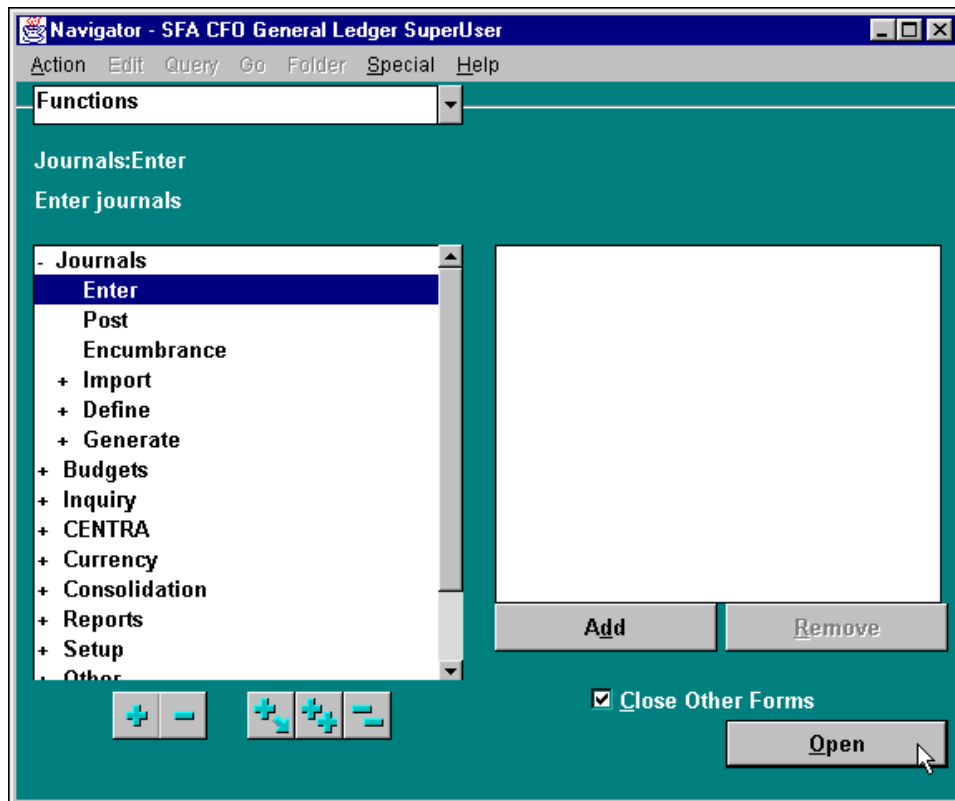 Navigator - SFA CFO General Ledger SuperUser
Action Edit Query Go Folder Special Help
Functions
Journals:Enter
Enter journals
- Journals
Enter
Post
Encumbrance
+ Import
+ Define
+ Generate
+ Budgets
+ Inquiry
+ CENTRA
+ Currency
+ Consolidation
+ Reports
+ Setup
+ Other
Add Remove
Close Other Forms
Open